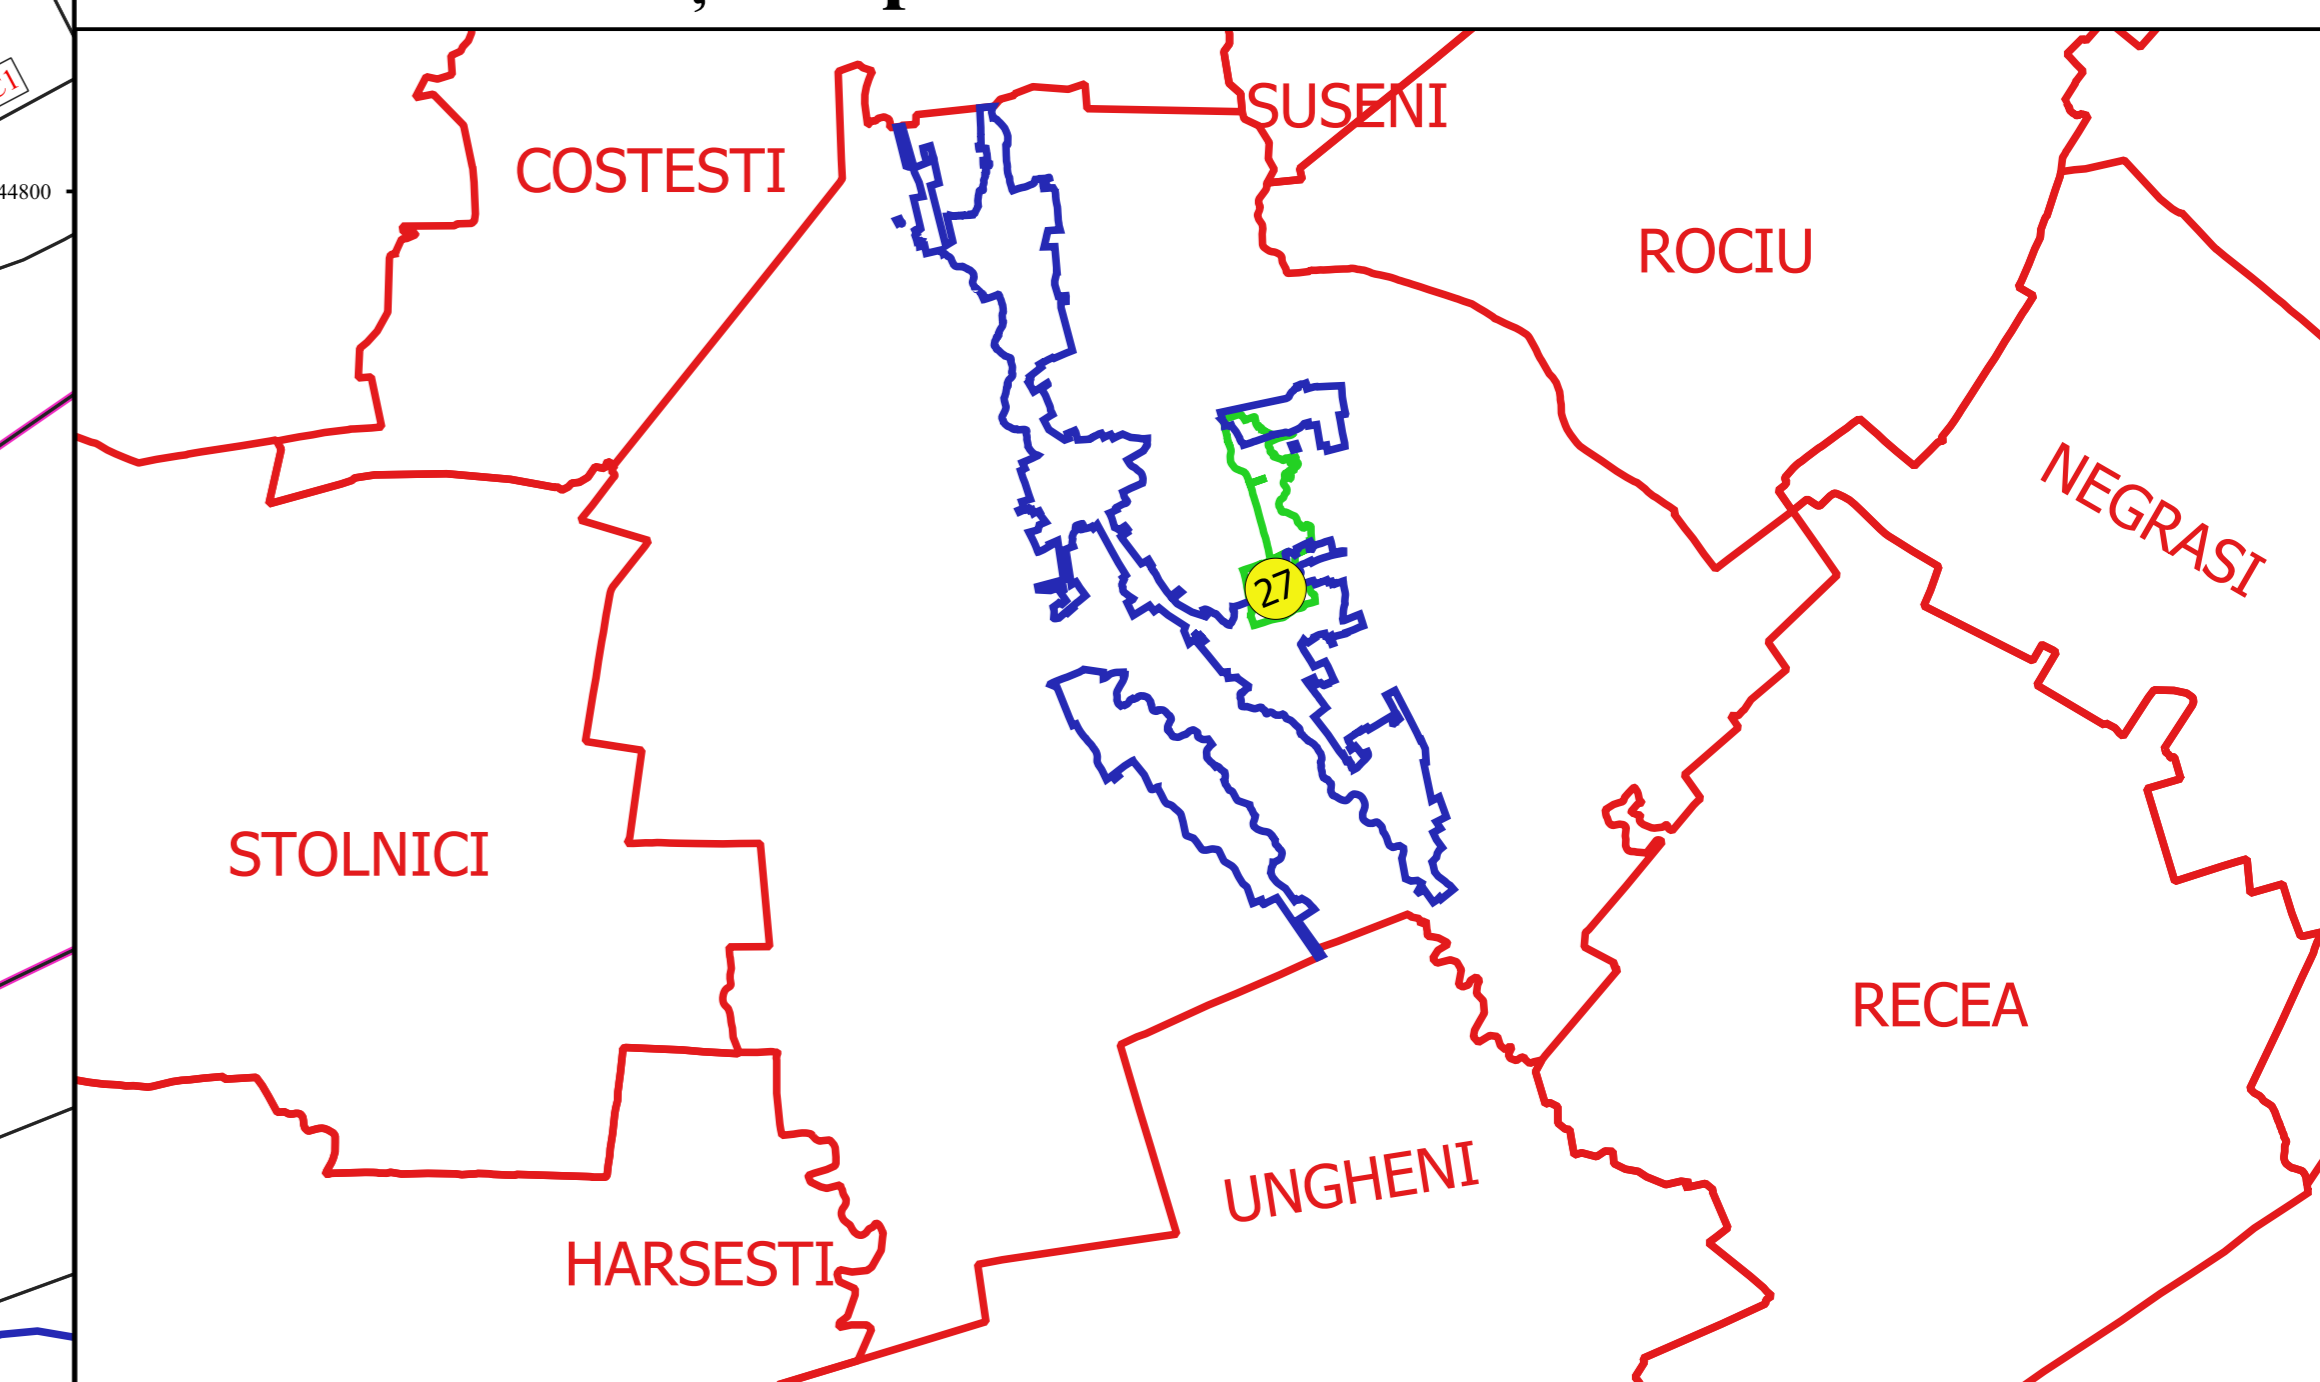 SUSENI
COSTESTI
44800
ROCIU
NEGRASI
27
STOLNICI
RECEA
UNGHENI
HARSESTI